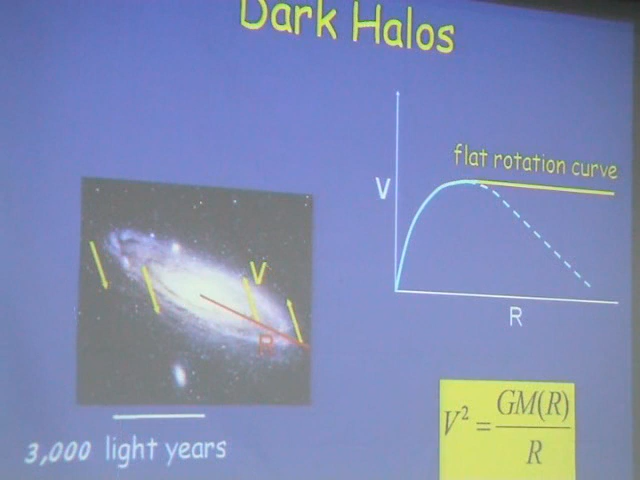 Dark Halos
flat rotation curve
V
R
V
R
3,000 light years
V² = GM(R)/R